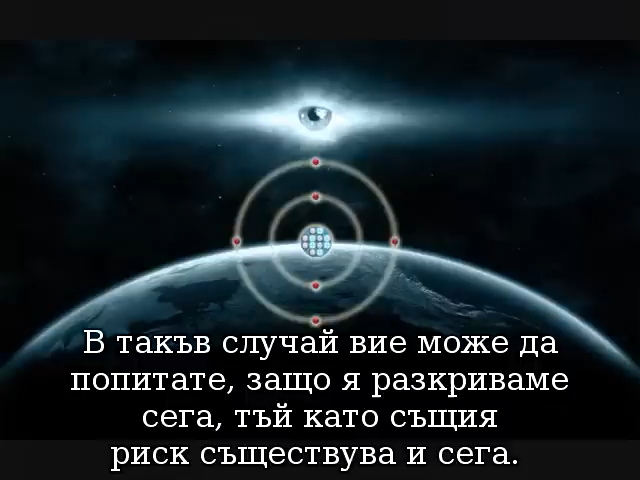 В такъв случай вие може да
попитате, защо я разкриваме
сега, тъй като същия
риск съществува и сега.